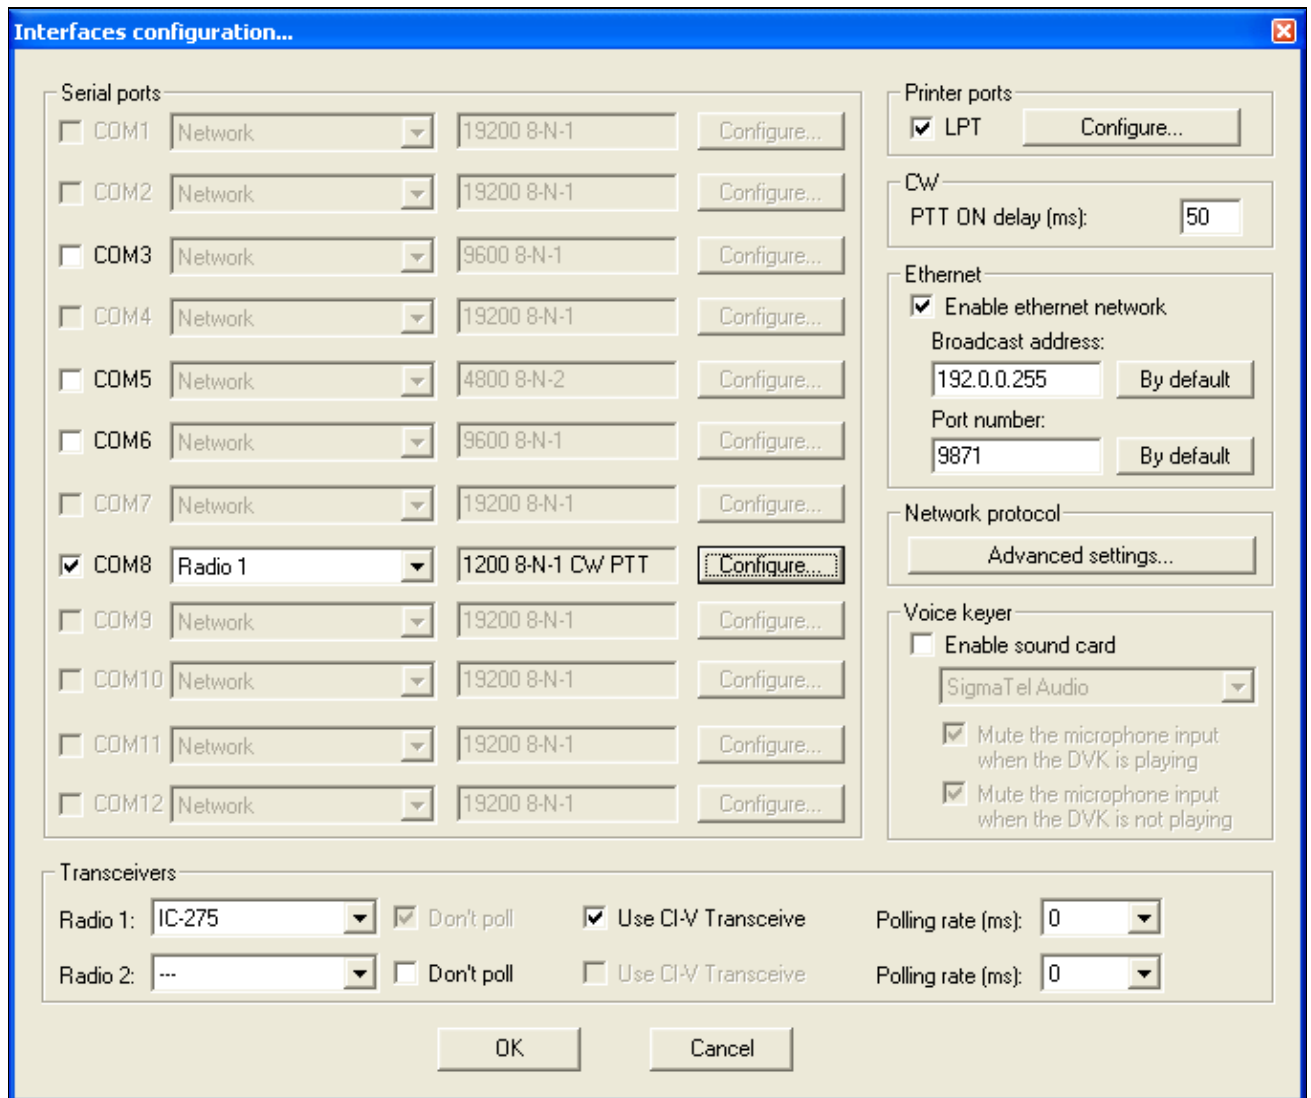 Interfaces configuration...
Serial ports
COM1 Network 19200 8-N-1 Configure...
COM2 Network 19200 8-N-1 Configure...
COM3 Network 9600 8-N-1 Configure...
COM4 Network 19200 8-N-1 Configure...
COM5 Network 4800 8-N-2 Configure...
COM6 Network 9600 8-N-1 Configure...
COM7 Network 19200 8-N-1 Configure...
COM8 Radio 1 1200 8-N-1 CW PTT Configure...
COM9 Network 19200 8-N-1 Configure...
COM10 Network 19200 8-N-1 Configure...
COM11 Network 19200 8-N-1 Configure...
COM12 Network 19200 8-N-1 Configure...
Printer ports
LPT Configure...
CW
PTT ON delay (ms): 50
Ethernet
Enable ethernet network
Broadcast address:
192.0.0.255 By default
Port number:
9871 By default
Network protocol
Advanced settings...
Voice keyer
Enable sound card
SigmaTel Audio
Mute the microphone input
when the DVK is playing
Mute the microphone input
when the DVK is not playing
Transceivers
Radio 1: IC-275 Don't poll Use CI-V Transceive Polling rate (ms): 0
Radio 2: --- Don't poll Use CI-V Transceive Polling rate (ms): 0
OK Cancel